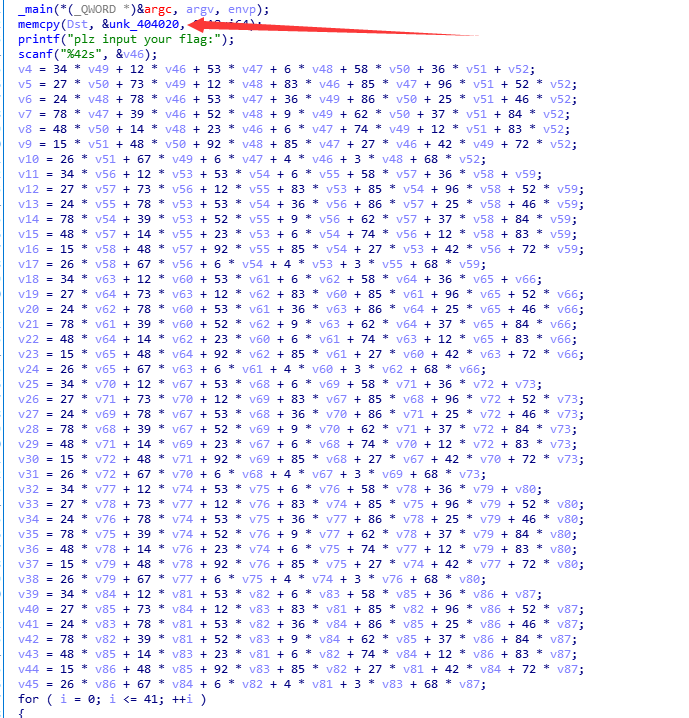 _main(*(_QWORD *)&argc, argv, envp);
memcpy(Dst, &unk_404020,
printf("plz input your flag:");
scanf("%42s", &v46);
v4 = 34 * v49 + 12 * v46 + 53 * v47 + 6 * v48 + 58 * v50 + 36 * v51 + v52;
v5 = 27 * v50 + 73 * v49 + 12 * v48 + 83 * v46 + 85 * v47 + 96 * v51 + 52 * v52;
v6 = 24 * v48 + 78 * v46 + 53 * v47 + 36 * v49 + 86 * v50 + 25 * v51 + 46 * v52;
v7 = 78 * v47 + 39 * v46 + 52 * v48 + 9 * v49 + 62 * v50 + 37 * v51 + 84 * v52;
v8 = 48 * v50 + 14 * v48 + 23 * v46 + 6 * v47 + 74 * v49 + 12 * v51 + 83 * v52;
v9 = 15 * v51 + 48 * v50 + 92 * v48 + 85 * v47 + 27 * v46 + 42 * v49 + 72 * v52;
v10 = 26 * v51 + 67 * v49 + 6 * v47 + 4 * v46 + 3 * v48 + 68 * v52;
v11 = 34 * v56 + 12 * v53 + 53 * v54 + 6 * v55 + 58 * v57 + 36 * v58 + v59;
v12 = 27 * v57 + 73 * v56 + 12 * v55 + 83 * v53 + 85 * v54 + 96 * v58 + 52 * v59;
v13 = 24 * v55 + 78 * v53 + 53 * v54 + 36 * v56 + 86 * v57 + 25 * v58 + 46 * v59;
v14 = 78 * v54 + 39 * v53 + 52 * v55 + 9 * v56 + 62 * v57 + 37 * v58 + 84 * v59;
v15 = 48 * v57 + 14 * v55 + 23 * v53 + 6 * v54 + 74 * v56 + 12 * v58 + 83 * v59;
v16 = 15 * v58 + 48 * v57 + 92 * v55 + 85 * v54 + 27 * v53 + 42 * v56 + 72 * v59;
v17 = 26 * v58 + 67 * v56 + 6 * v54 + 4 * v53 + 3 * v55 + 68 * v59;
v18 = 34 * v63 + 12 * v60 + 53 * v61 + 6 * v62 + 58 * v64 + 36 * v65 + v66;
v19 = 27 * v64 + 73 * v63 + 12 * v62 + 83 * v60 + 85 * v61 + 96 * v65 + 52 * v66;
v20 = 24 * v62 + 78 * v60 + 53 * v61 + 36 * v63 + 86 * v64 + 25 * v65 + 46 * v66;
v21 = 78 * v61 + 39 * v60 + 52 * v62 + 9 * v63 + 62 * v64 + 37 * v65 + 84 * v66;
v22 = 48 * v64 + 14 * v62 + 23 * v60 + 6 * v61 + 74 * v63 + 12 * v65 + 83 * v66;
v23 = 15 * v65 + 48 * v64 + 92 * v62 + 85 * v61 + 27 * v60 + 42 * v63 + 72 * v66;
v24 = 26 * v65 + 67 * v63 + 6 * v61 + 4 * v60 + 3 * v62 + 68 * v66;
v25 = 34 * v70 + 12 * v67 + 53 * v68 + 6 * v69 + 58 * v71 + 36 * v72 + v73;
v26 = 27 * v71 + 73 * v70 + 12 * v69 + 83 * v67 + 85 * v68 + 96 * v72 + 52 * v73;
v27 = 24 * v69 + 78 * v67 + 53 * v68 + 36 * v70 + 86 * v71 + 25 * v72 + 46 * v73;
v28 = 78 * v68 + 39 * v67 + 52 * v69 + 9 * v70 + 62 * v71 + 37 * v72 + 84 * v73;
v29 = 48 * v71 + 14 * v69 + 23 * v67 + 6 * v68 + 74 * v70 + 12 * v72 + 83 * v73;
v30 = 15 * v72 + 48 * v71 + 92 * v69 + 85 * v68 + 27 * v67 + 42 * v70 + 72 * v73;
v31 = 26 * v72 + 67 * v70 + 6 * v68 + 4 * v67 + 3 * v69 + 68 * v73;
v32 = 34 * v77 + 12 * v74 + 53 * v75 + 6 * v76 + 58 * v78 + 36 * v79 + v80;
v33 = 27 * v78 + 73 * v77 + 12 * v76 + 83 * v74 + 85 * v75 + 96 * v79 + 52 * v80;
v34 = 24 * v76 + 78 * v74 + 53 * v75 + 36 * v77 + 86 * v78 + 25 * v79 + 46 * v80;
v35 = 78 * v75 + 39 * v74 + 52 * v76 + 9 * v77 + 62 * v78 + 37 * v79 + 84 * v80;
v36 = 48 * v78 + 14 * v76 + 23 * v74 + 6 * v75 + 74 * v77 + 12 * v79 + 83 * v80;
v37 = 15 * v79 + 48 * v78 + 92 * v76 + 85 * v75 + 27 * v74 + 42 * v77 + 72 * v80;
v38 = 26 * v79 + 67 * v77 + 6 * v75 + 4 * v74 + 3 * v76 + 68 * v80;
v39 = 34 * v84 + 12 * v81 + 53 * v82 + 6 * v83 + 58 * v85 + 36 * v86 + v87;
v40 = 27 * v85 + 73 * v84 + 12 * v83 + 83 * v81 + 85 * v82 + 96 * v86 + 52 * v87;
v41 = 24 * v83 + 78 * v81 + 53 * v82 + 36 * v84 + 86 * v85 + 25 * v86 + 46 * v87;
v42 = 78 * v82 + 39 * v81 + 52 * v83 + 9 * v84 + 62 * v85 + 37 * v86 + 84 * v87;
v43 = 48 * v85 + 14 * v83 + 23 * v81 + 6 * v82 + 74 * v84 + 12 * v86 + 83 * v87;
v44 = 15 * v86 + 48 * v85 + 92 * v83 + 85 * v82 + 27 * v81 + 42 * v84 + 72 * v87;
v45 = 26 * v86 + 67 * v84 + 6 * v82 + 4 * v81 + 3 * v83 + 68 * v87;
for ( i = 0; i <= 41; ++i )
{